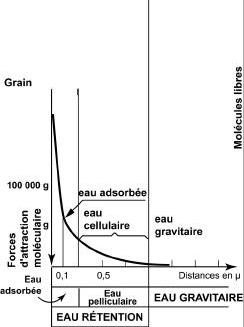 Grain
Molécules libres
100 000 g
Forces
d'attraction
moléculaire
g
eau adsorbée
eau
cellulaire
eau
gravitaire
0,1
0,5
Distances en µ
Eau
adsorbée
Eau
pelliculaire
EAU GRAVITAIRE
EAU RÉTENTION